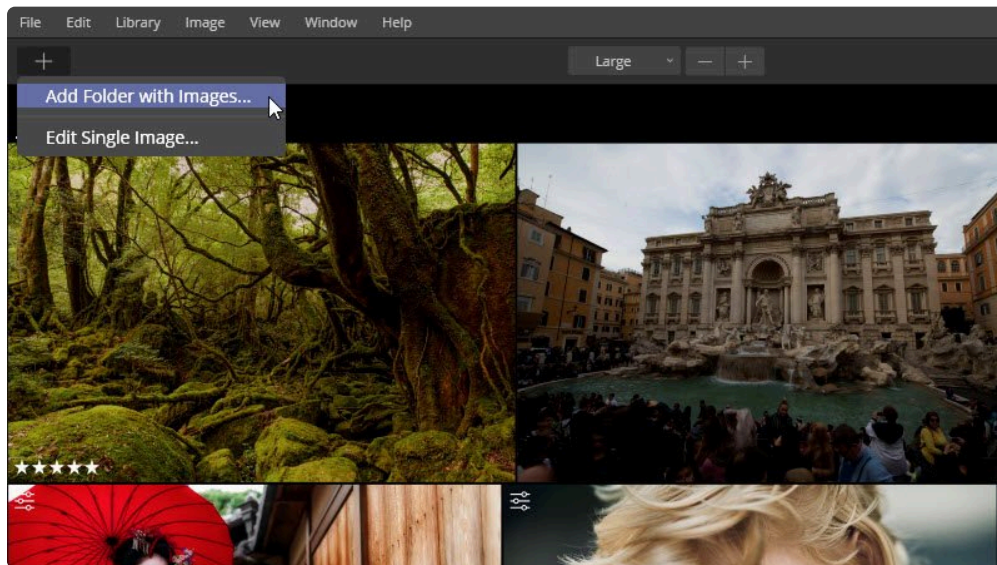 File Edit Library Image View Window Help
Large
Add Folder with Images...
Edit Single Image...